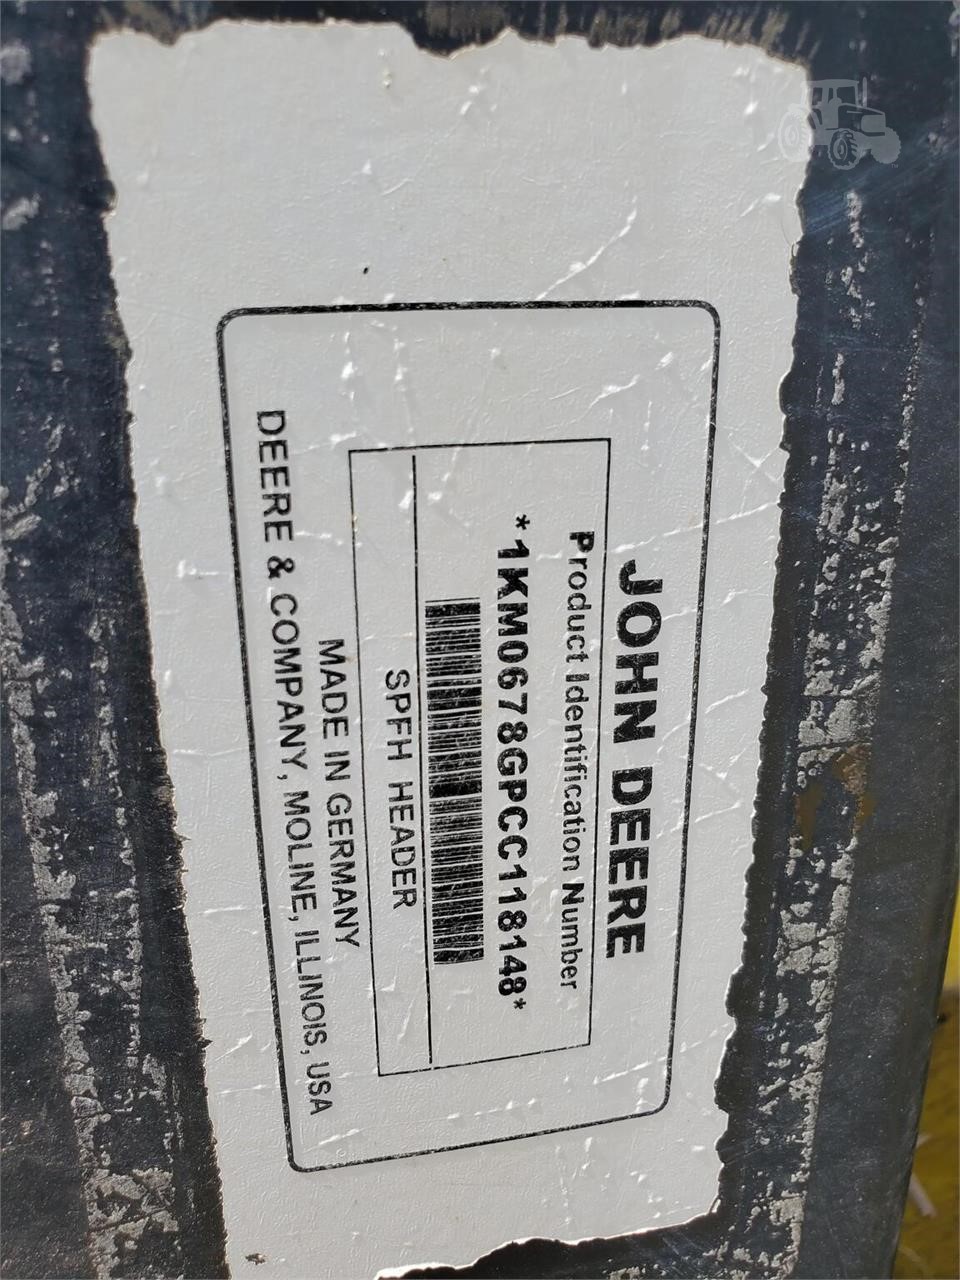 JOHN DEERE
Product Identification Number
*1KM0678GPCC118148*
SPFH HEADER
MADE IN GERMANY
DEERE & COMPANY, MOLINE, ILLINOIS, USA